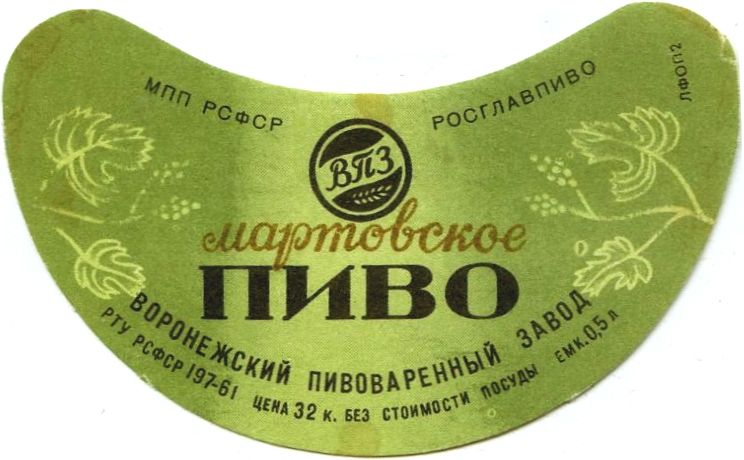 МПП РСФСР
РОСГЛАВПИВО
ЛФОП2
ВПЗ
мартовское
ПИВО
ВОРОНЕЖСКИЙ ПИВОВАРЕННЫЙ ЗАВОД
РТУ РСФСР 197-61 ЦЕНА 32 К. БЕЗ СТОИМОСТИ ПОСУДЫ ЕМК. 0,5 Л